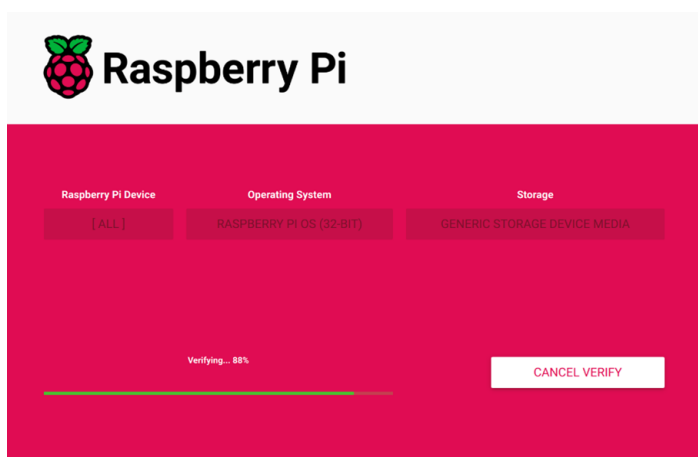 Raspberry Pi
Raspberry Pi Device
Operating System
Storage
[ ALL ]
RASPBERRY PI OS (32-BIT)
GENERIC STORAGE DEVICE MEDIA
Verifying... 88%
CANCEL VERIFY